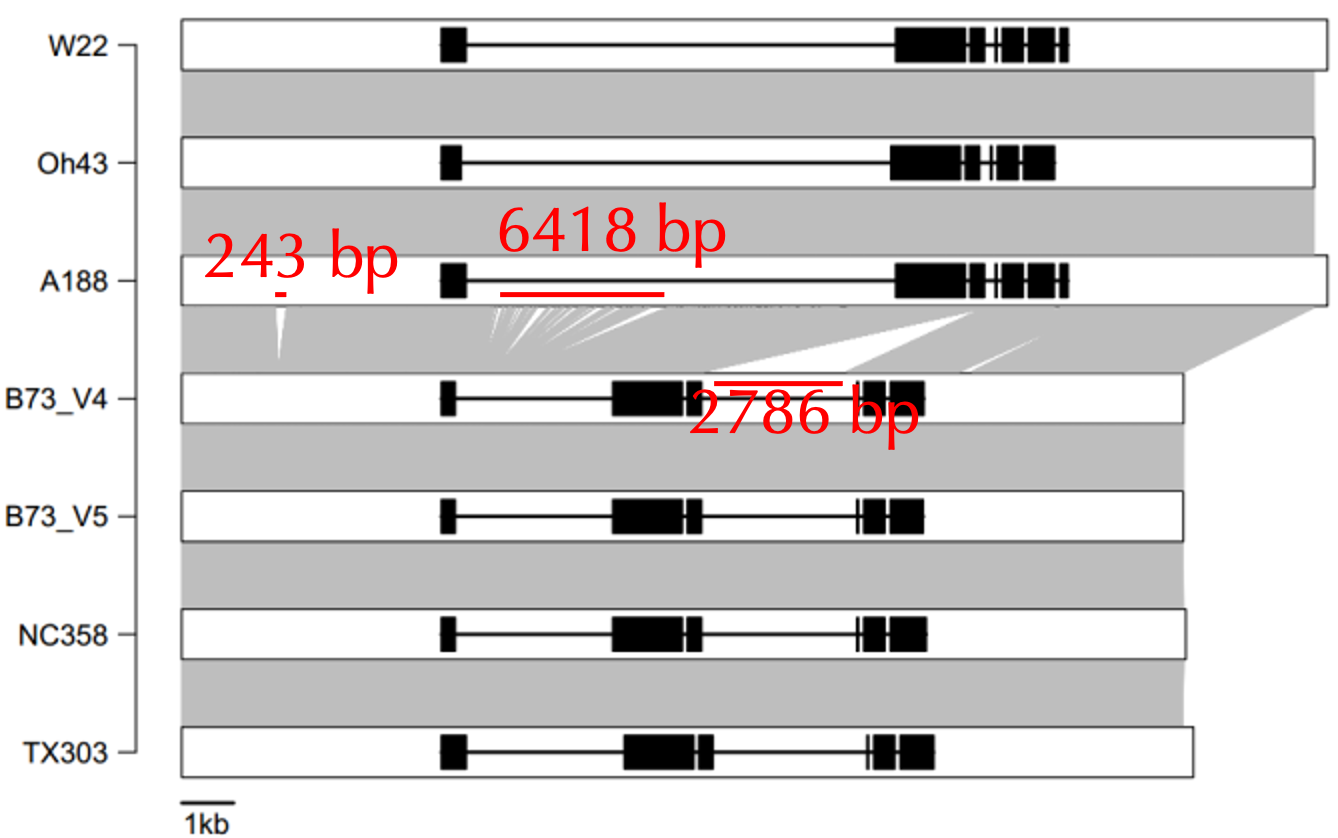 W22
Oh43
6418 bp
243 bp
A188
B73_V4
2786 bp
B73_V5
NC358
TX303
1kb